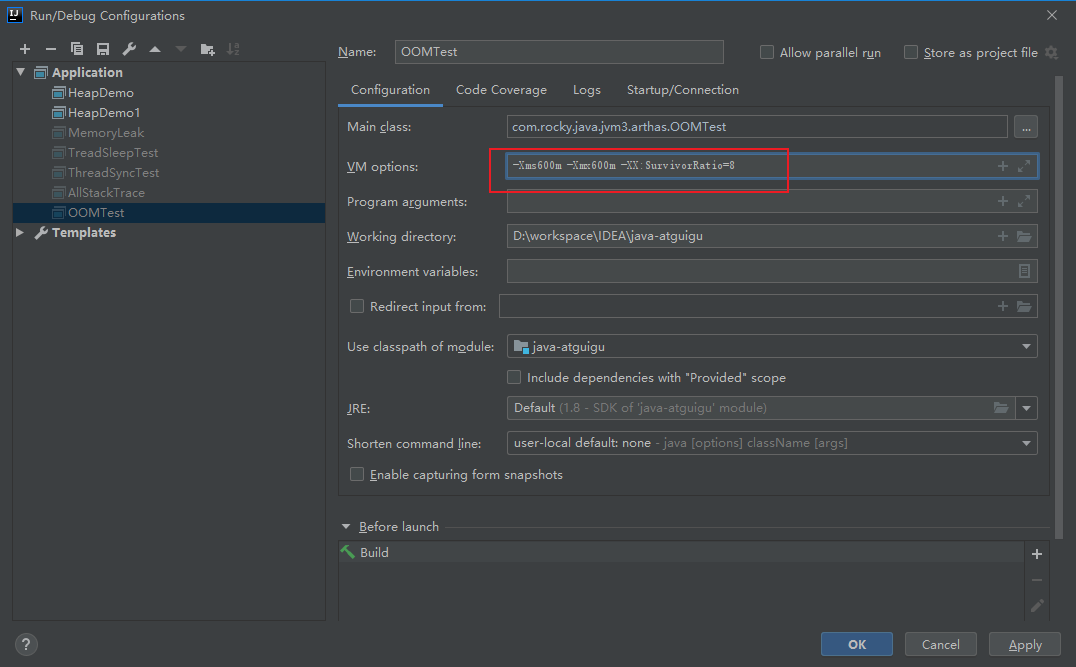 Run/Debug Configurations
Application
HeapDemo
HeapDemo1
MemoryLeak
TreadSleepTest
ThreadSyncTest
AllStackTrace
OOMTest
Templates
Name: OOMTest Allow parallel run Store as project file
Configuration Code Coverage Logs Startup/Connection
Main class: com.rocky.java.jvm3.arthas.OOMTest ...
VM options: -Xms600m -Xmx600m -XX:SurvivorRatio=8
Program arguments:
Working directory: D:\workspace\IDEA\java-atguigu
Environment variables:
Redirect input from:
Use classpath of module: java-atguigu
Include dependencies with "Provided" scope
JRE: Default (1.8 - SDK of 'java-atguigu' module)
Shorten command line: user-local default: none - java [options] className [args]
Enable capturing form snapshots
Before launch
Build
? OK Cancel Apply